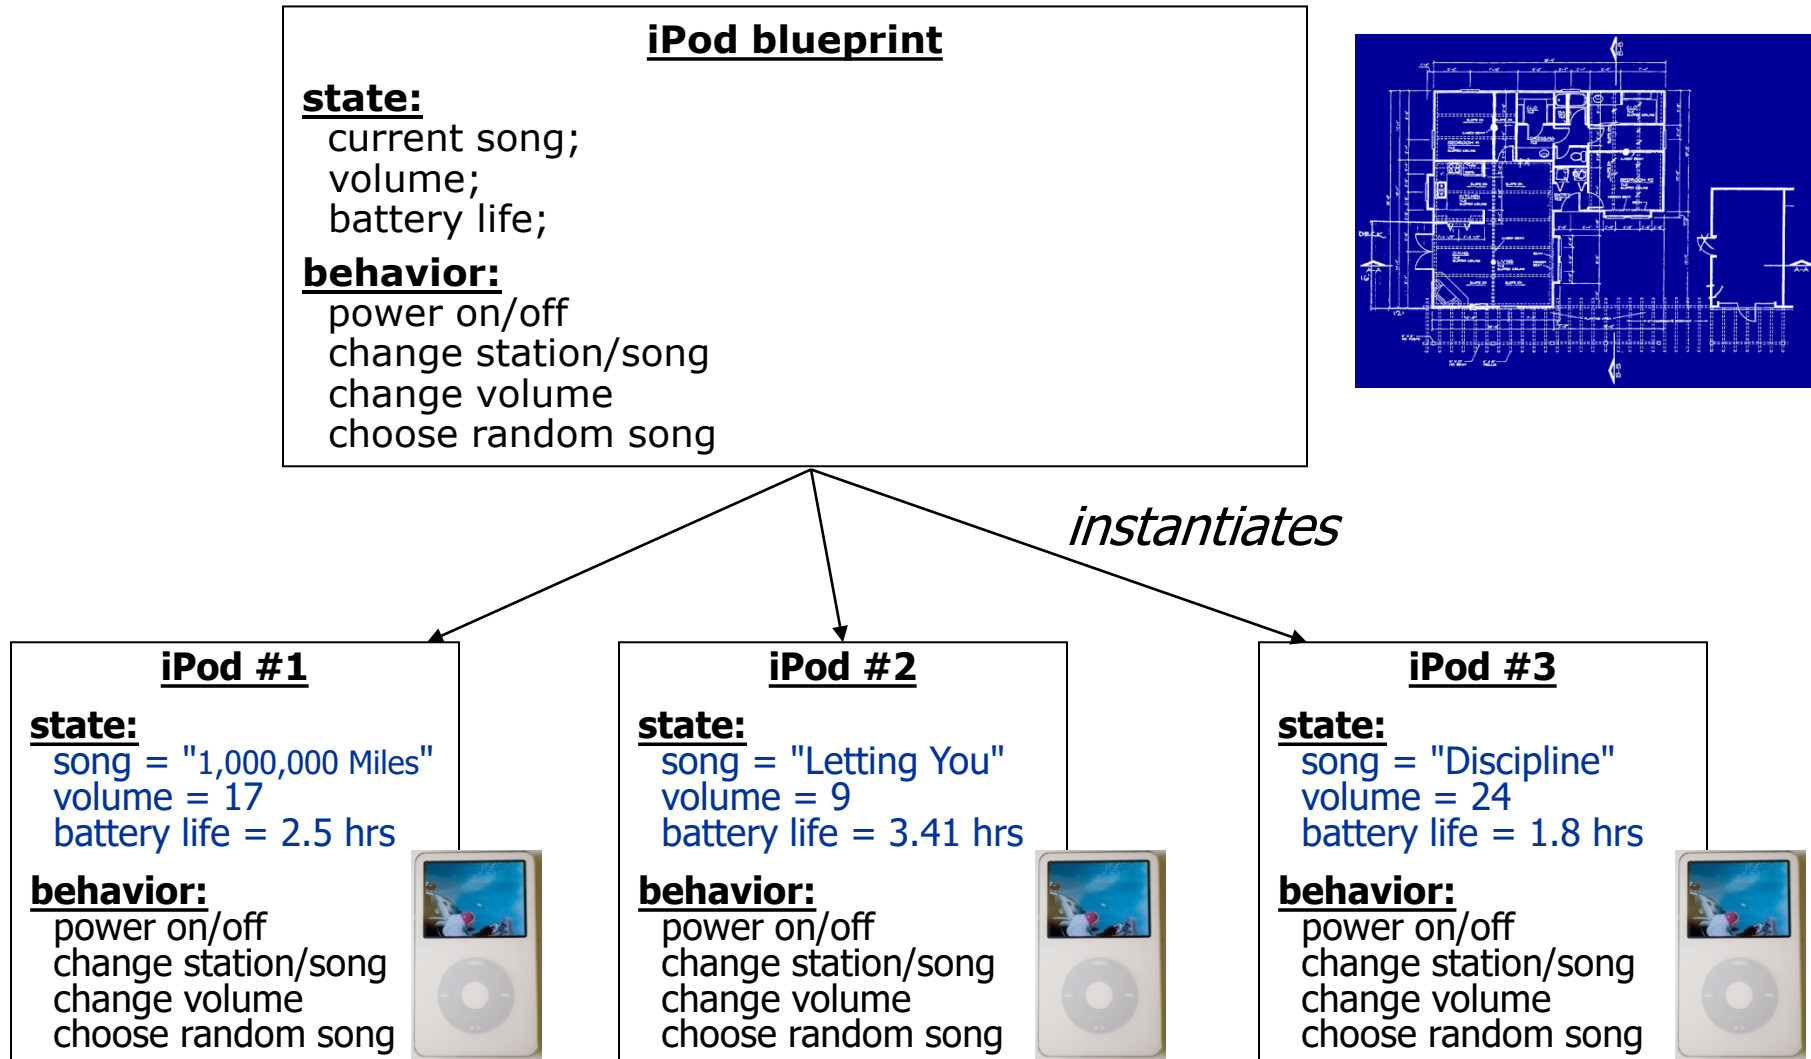 iPod blueprint
state:
current song;
volume;
battery life;
behavior:
power on/off
change station/song
change volume
choose random song
DECK
A-A
A-A
B-B
B-B
instantiates
iPod #1
state:
song = "1,000,000 Miles"
volume = 17
battery life = 2.5 hrs
behavior:
power on/off
change station/song
change volume
choose random song
iPod #2
state:
song = "Letting You"
volume = 9
battery life = 3.41 hrs
behavior:
power on/off
change station/song
change volume
choose random song
iPod #3
state:
song = "Discipline"
volume = 24
battery life = 1.8 hrs
behavior:
power on/off
change station/song
change volume
choose random song